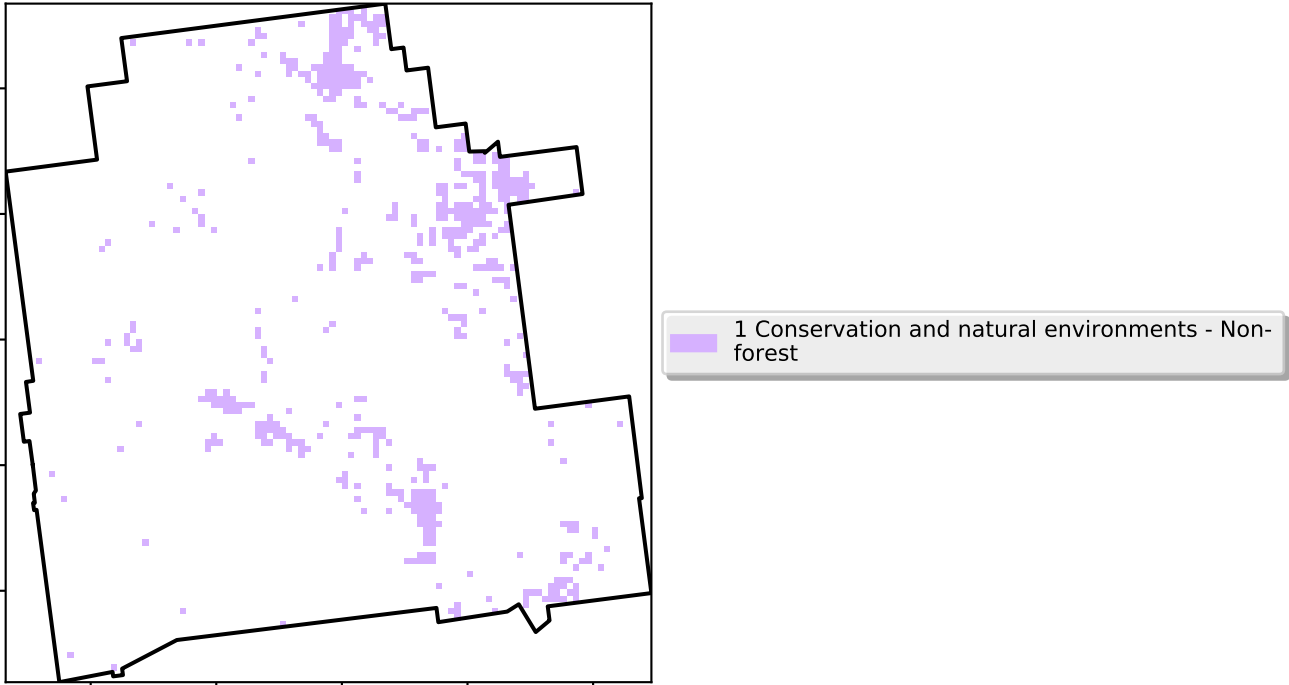 1 Conservation and natural environments - Non-
forest